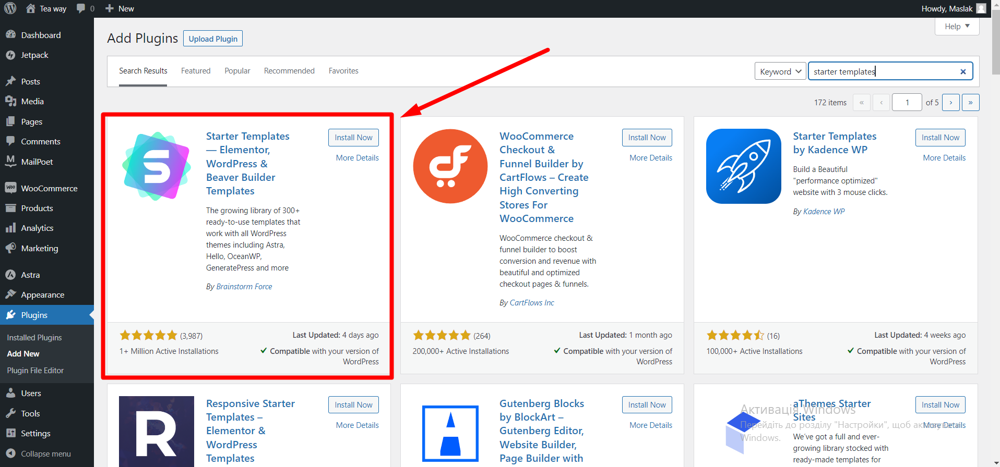 Tea way
0
New
Howdy, Maslak
Dashboard
Jetpack
Posts
Media
Pages
Comments
MailPoet
WooCommerce
Products
Analytics
Marketing
Astra
Appearance
Plugins
Installed Plugins
Add New
Plugin File Editor
Users
Tools
Settings
Collapse menu
Help
Add Plugins
Upload Plugin
Search Results
Featured
Popular
Recommended
Favorites
Keyword
starter templates
172 items
«
‹
1
of 5
›
»
Starter Templates
— Elementor,
WordPress &
Beaver Builder
Templates
Install Now
More Details
The growing library of 300+
ready-to-use templates that
work with all WordPress
themes including Astra,
Hello, OceanWP,
GeneratePress and more
By Brainstorm Force
(3,987)
1+ Million Active Installations
Last Updated: 4 days ago
Compatible with your version of
WordPress
WooCommerce
Checkout &
Funnel Builder by
CartFlows – Create
High Converting
Stores For
WooCommerce
Install Now
More Details
WooCommerce checkout &
funnel builder to boost
conversion and revenue with
beautiful and optimized
checkout pages & funnels.
By CartFlows Inc
(264)
200,000+ Active Installations
Last Updated: 1 month ago
Compatible with your version of
WordPress
Starter Templates
by Kadence WP
Install Now
More Details
Build a Beautiful
"performance optimized"
website with 3 mouse clicks.
By Kadence WP
(16)
100,000+ Active Installations
Last Updated: 4 weeks ago
Compatible with your version of
WordPress
R
Responsive Starter
Templates –
Elementor &
WordPress
Templates
Install Now
More Details
Gutenberg Blocks
by BlockArt –
Gutenberg Editor,
Website Builder,
Page Builder with
Install Now
More Details
aThemes Starter
Sites
Install Now
More Details
We've got a full and ever-
growing library stocked with
ready-made templates for
Активація Windows
Перейдіть до розділу "Настройки", щоб активувати
Windows.